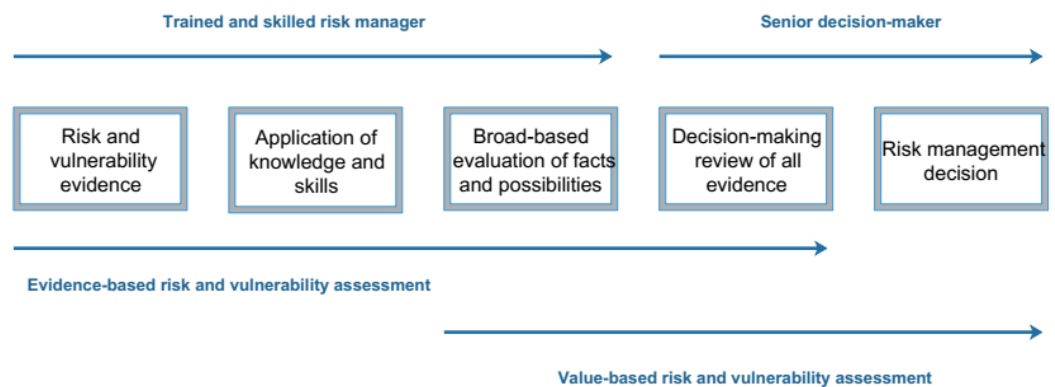 Trained and skilled risk manager
Senior decision-maker
Risk and
vulnerability
evidence
Application of
knowledge and
skills
Broad-based
evaluation of facts
and possibilities
Decision-making
review of all
evidence
Risk management
decision
Evidence-based risk and vulnerability assessment
Value-based risk and vulnerability assessment